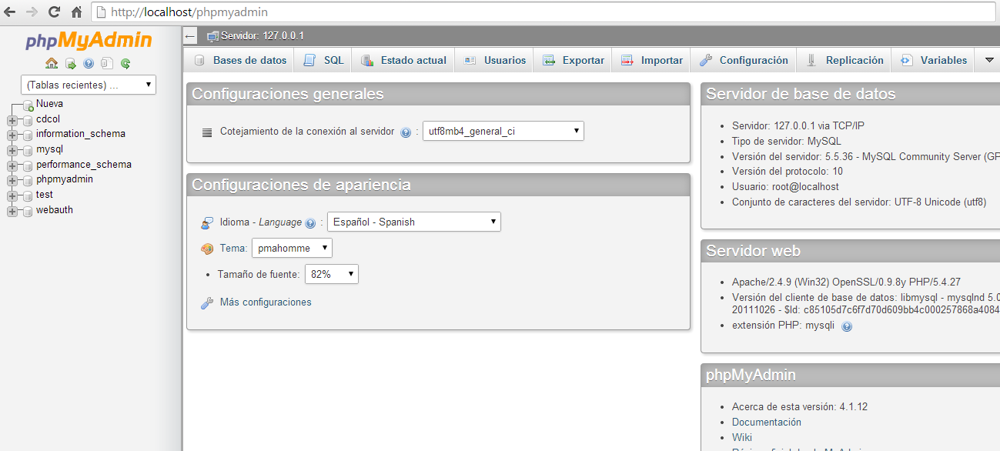 http://localhost/phpmyadmin
phpMyAdmin
(Tablas recientes) ...
Nueva
cdcol
information_schema
mysql
performance_schema
phpmyadmin
test
webauth
Servidor: 127.0.0.1
Bases de datos SQL Estado actual Usuarios Exportar Importar Configuración Replicación Variables
Configuraciones generales
Cotejamiento de la conexión al servidor : utf8mb4_general_ci
Configuraciones de apariencia
Idioma - Language : Español - Spanish
Tema: pmahomme
Tamaño de fuente: 82%
Más configuraciones
Servidor de base de datos
Servidor: 127.0.0.1 via TCP/IP
Tipo de servidor: MySQL
Versión del servidor: 5.5.36 - MySQL Community Server (GP
Versión del protocolo: 10
Usuario: root@localhost
Conjunto de caracteres del servidor: UTF-8 Unicode (utf8)
Servidor web
Apache/2.4.9 (Win32) OpenSSL/0.9.8y PHP/5.4.27
Versión del cliente de base de datos: libmysql - mysqlnd 5.0
20111026 - $Id: c85105d7c6f7d70d609bb4c000257868a4084
extensión PHP: mysqli
phpMyAdmin
Acerca de esta versión: 4.1.12
Documentación
Wiki